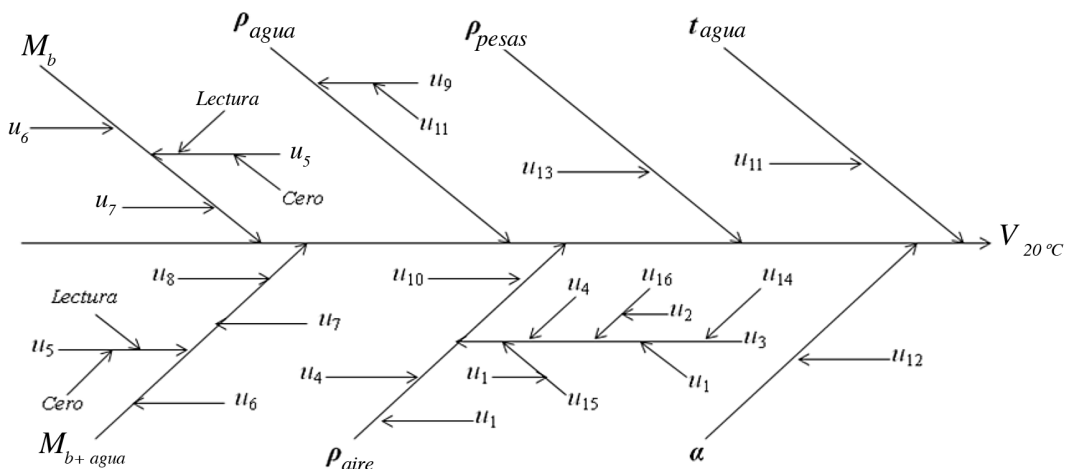 M_b
ρ_agua
ρ_pesas
t_agua
u_9
Lectura
u_6
u_11
u_5
u_13
u_11
u_7
Cero
V_20 ºC
u_8
u_10
u_4
u_16
u_14
Lectura
u_7
u_2
u_5
u_3
u_4
u_1
u_1
u_12
Cero
u_6
u_15
u_1
M_b+ agua
ρ_aire
α